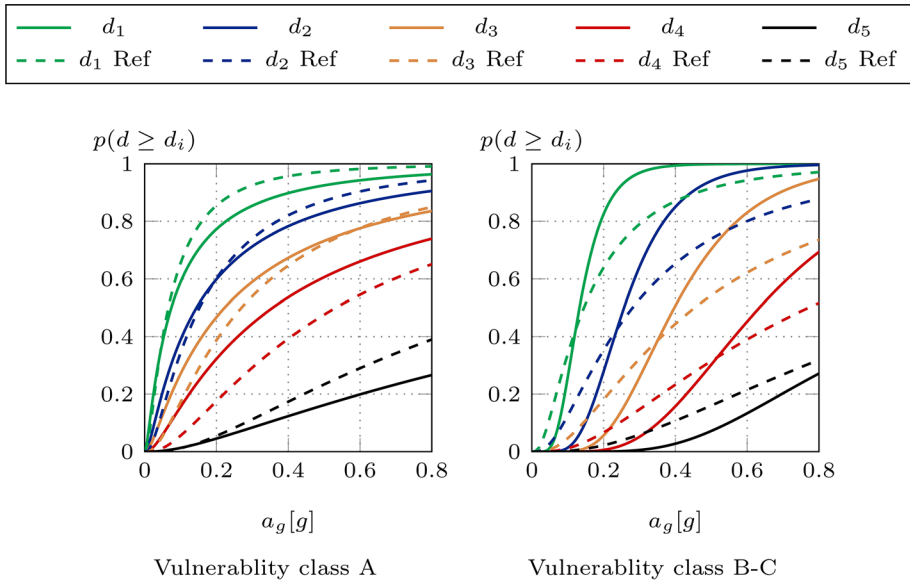 d1 d2 d3 d4 d5
d1 Ref d2 Ref d3 Ref d4 Ref d5 Ref
p(d ≥ di) p(d ≥ di)
1 1
0.8 0.8
0.6 0.6
0.4 0.4
0.2 0.2
0 0
0 0.2 0.4 0.6 0.8 0 0.2 0.4 0.6 0.8
ag[g] ag[g]
Vulnerablity class A Vulnerablity class B-C